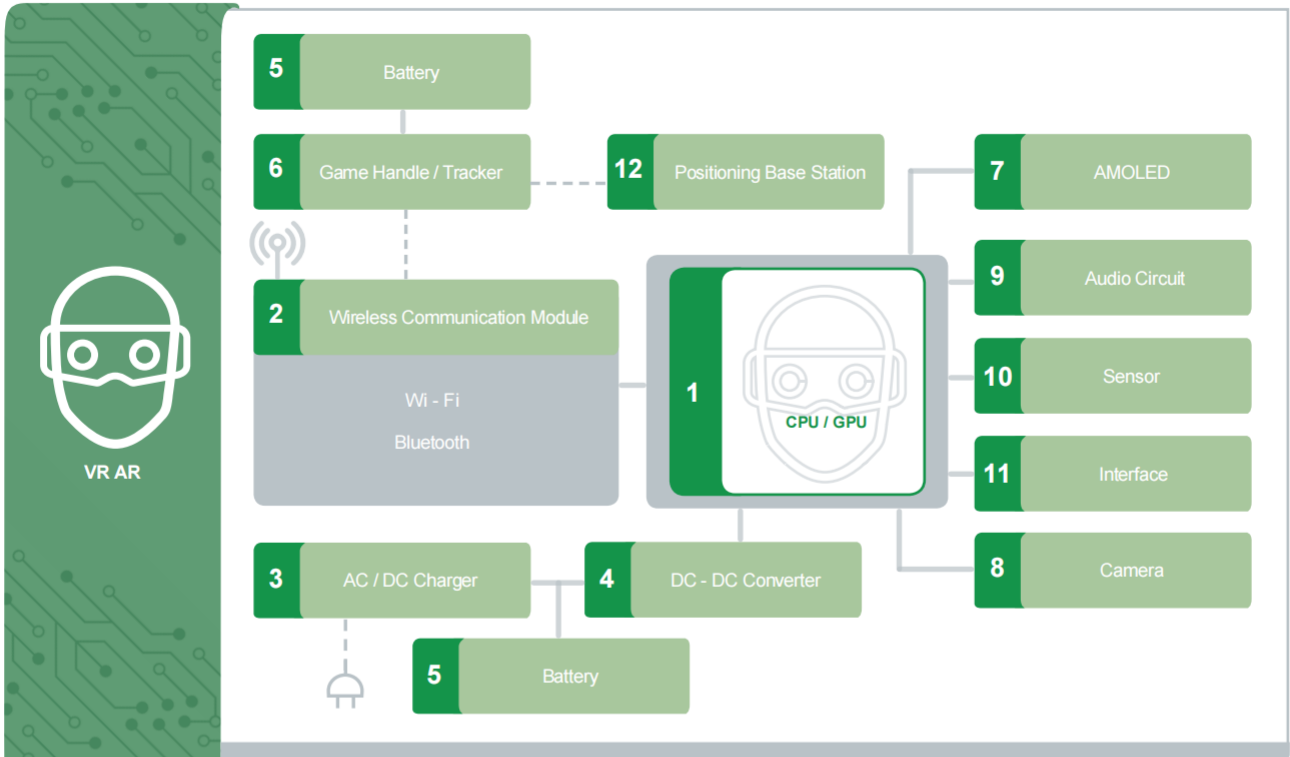 VR AR
5
Battery
6
Game Handle / Tracker
12
Positioning Base Station
7
AMOLED
2
Wireless Communication Module
Wi - Fi
Bluetooth
1
CPU / GPU
9
Audio Circuit
10
Sensor
11
Interface
8
Camera
3
AC / DC Charger
4
DC - DC Converter
5
Battery